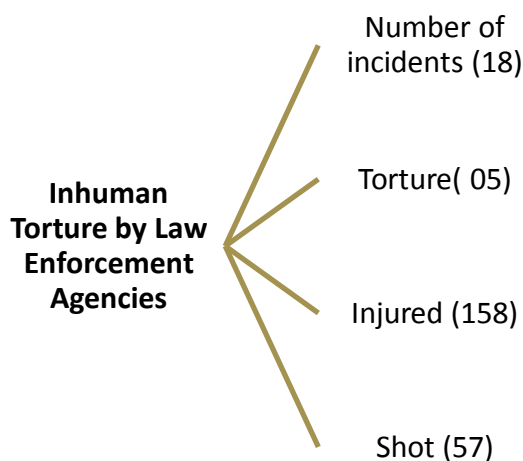 Number of
incidents (18)
Torture( 05)
Inhuman
Torture by Law
Enforcement
Agencies
Injured (158)
Shot (57)